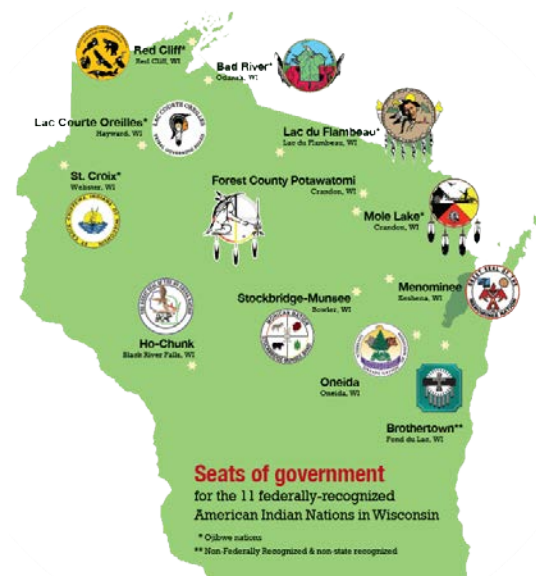 Red Cliff*
Red Cliff, WI
Bad River*
Odanah, WI
Lac Courte Oreilles*
Hayward, WI
LAC COURTE OREILLES
Lac du Flambeau*
Lac du Flambeau, WI
St. Croix*
Webster, WI
Forest County Potawatomi
Crandon, WI
Mole Lake*
Crandon, WI
Menominee
Keshena, WI
Stockbridge-Munsee
Bowler, WI
Ho-Chunk
Black River Falls, WI
Oneida
Oneida, WI
Brothertown**
Fond du Lac, WI
Seats of government
for the 11 federally-recognized
American Indian Nations in Wisconsin
* Ojibwe nations
** Non-Federally Recognized & non-state recognized